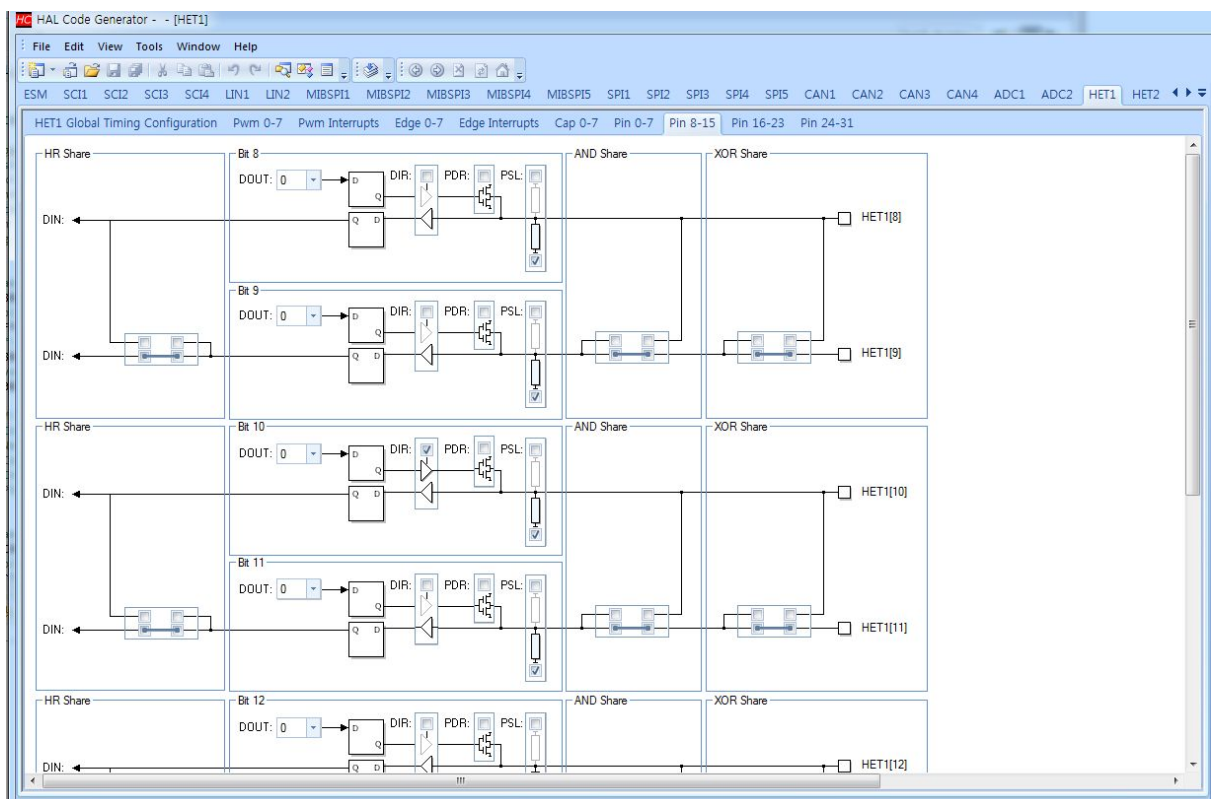 HC HAL Code Generator - - [HET1]
File Edit View Tools Window Help
ESM SCI1 SCI2 SCI3 SCI4 LIN1 LIN2 MIBSPI1 MIBSPI2 MIBSPI3 MIBSPI4 MIBSPI5 SPI1 SPI2 SPI3 SPI4 SPI5 CAN1 CAN2 CAN3 CAN4 ADC1 ADC2 HET1 HET2
HET1 Global Timing Configuration Pwm 0-7 Pwm Interrupts Edge 0-7 Edge Interrupts Cap 0-7 Pin 0-7 Pin 8-15 Pin 16-23 Pin 24-31
HR Share Bit 8 AND Share XOR Share
DOUT: 0 D DIR: PDR: PSL:
Q
DIN: Q D HET1[8]
Bit 9
DOUT: 0 D DIR: PDR: PSL:
Q
DIN: Q D HET1[9]
HR Share Bit 10 AND Share XOR Share
DOUT: 0 D DIR: PDR: PSL:
Q
DIN: Q D HET1[10]
Bit 11
DOUT: 0 D DIR: PDR: PSL:
Q
DIN: Q D HET1[11]
HR Share Bit 12 AND Share XOR Share
DOUT: 0 D DIR: PDR: PSL:
Q
DIN: Q D HET1[12]